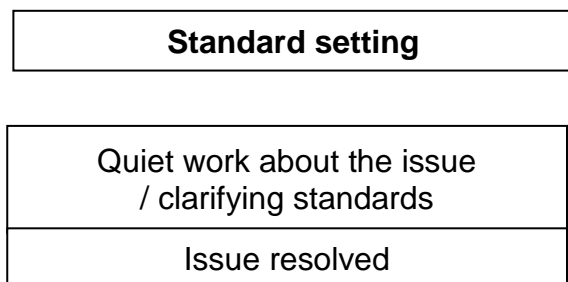 Standard setting
Quiet work about the issue
/ clarifying standards
Issue resolved